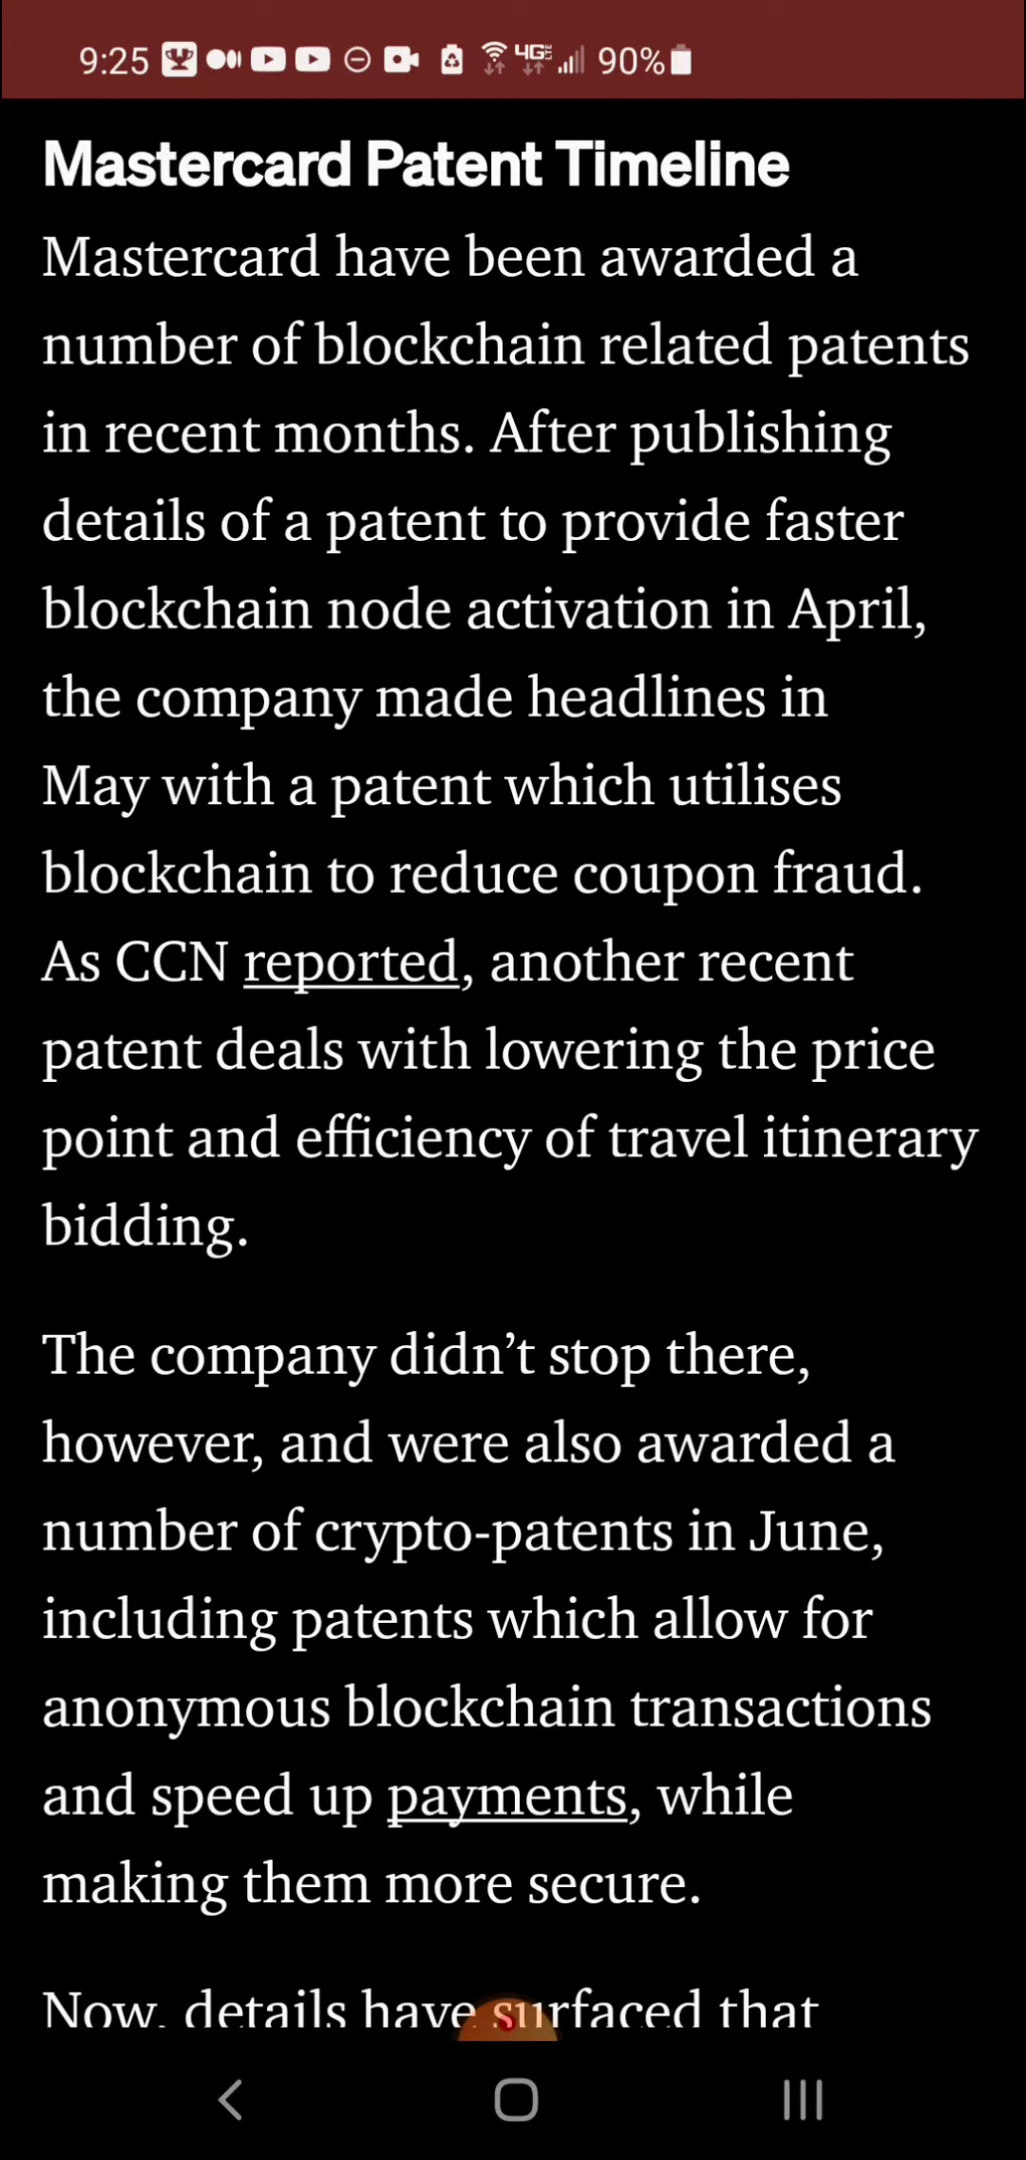 9:25 4G LTE 90%
Mastercard Patent Timeline
Mastercard have been awarded a
number of blockchain related patents
in recent months. After publishing
details of a patent to provide faster
blockchain node activation in April,
the company made headlines in
May with a patent which utilises
blockchain to reduce coupon fraud.
As CCN reported, another recent
patent deals with lowering the price
point and efficiency of travel itinerary
bidding.
The company didn’t stop there,
however, and were also awarded a
number of crypto-patents in June,
including patents which allow for
anonymous blockchain transactions
and speed up payments, while
making them more secure.
Now, details have surfaced that